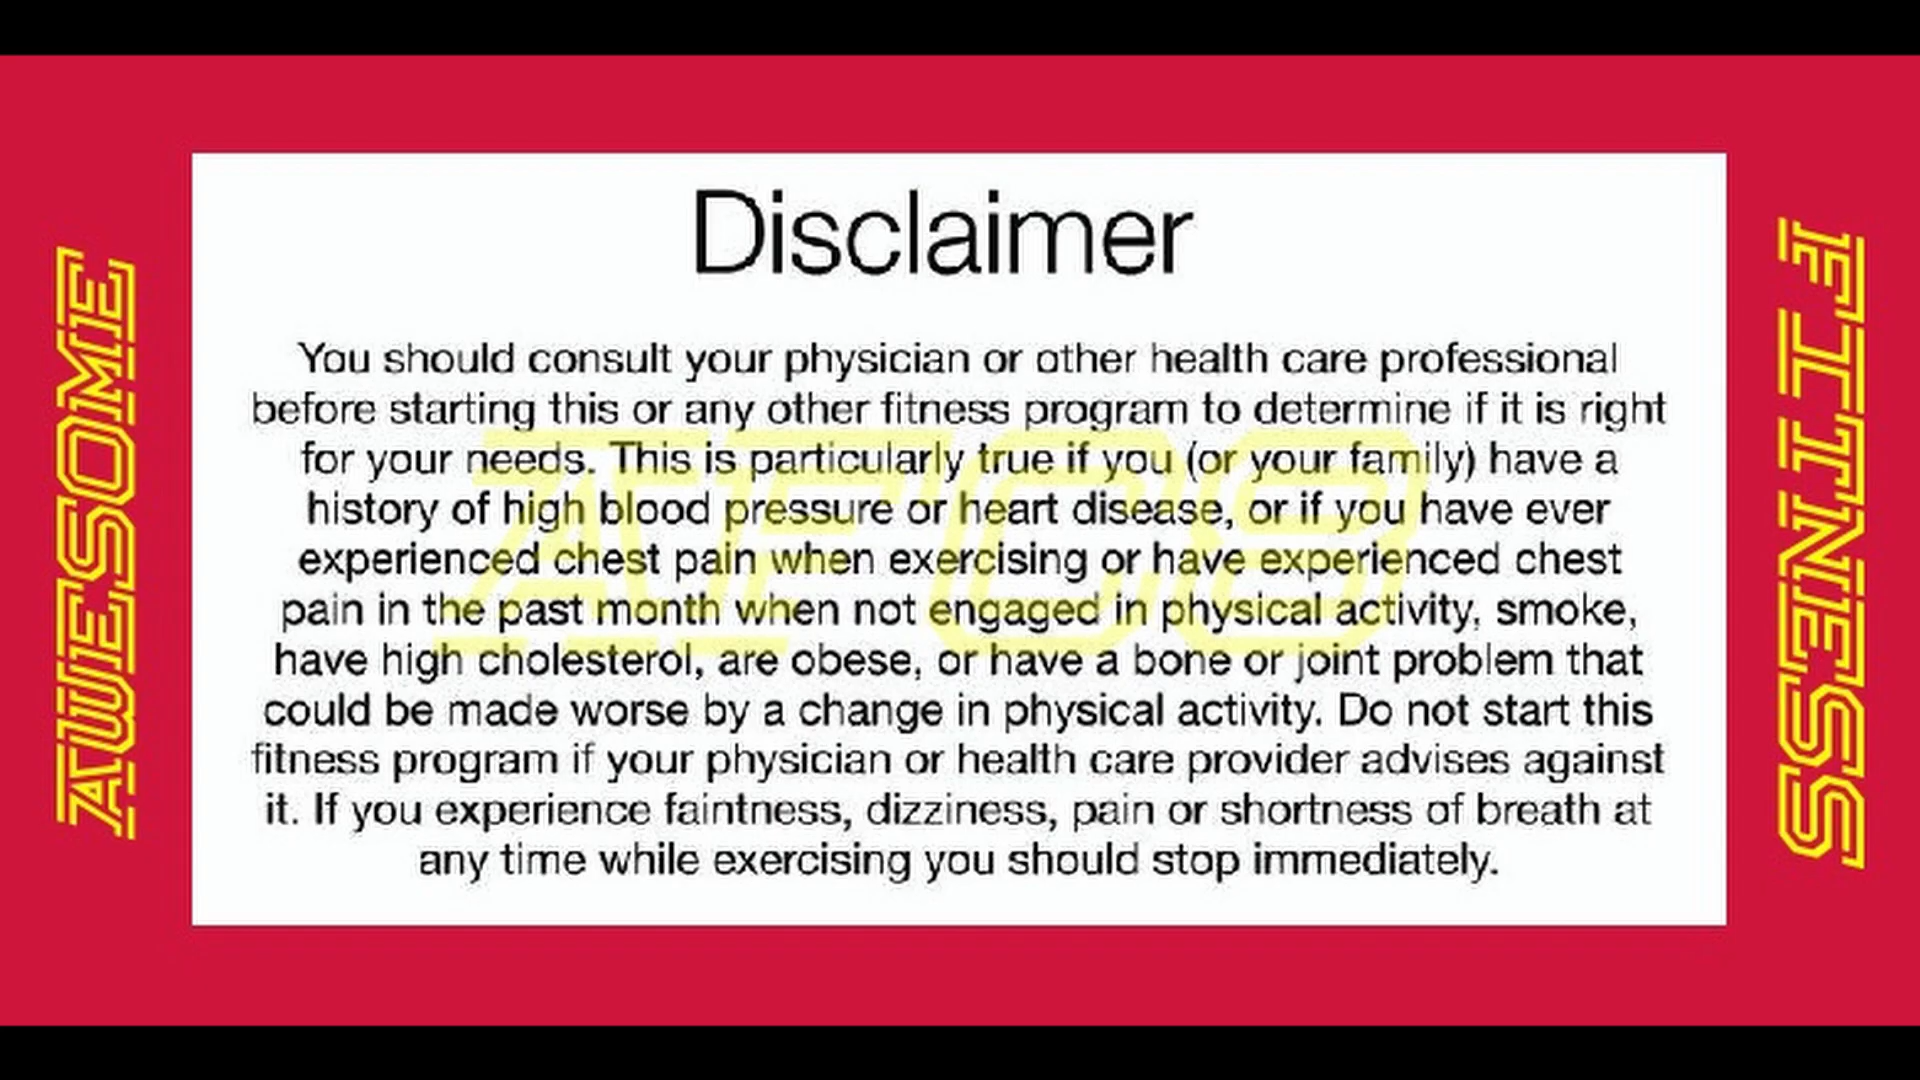 Disclaimer
You should consult your physician or other health care professional
before starting this or any other fitness program to determine if it is right
for your needs. This is particularly true if you (or your family) have a
history of high blood pressure or heart disease, or if you have ever
experienced chest pain when exercising or have experienced chest
pain in the past month when not engaged in physical activity, smoke,
have high cholesterol, are obese, or have a bone or joint problem that
could be made worse by a change in physical activity. Do not start this
fitness program if your physician or health care provider advises against
it. If you experience faintness, dizziness, pain or shortness of breath at
any time while exercising you should stop immediately.
AWESOME
FITNESS